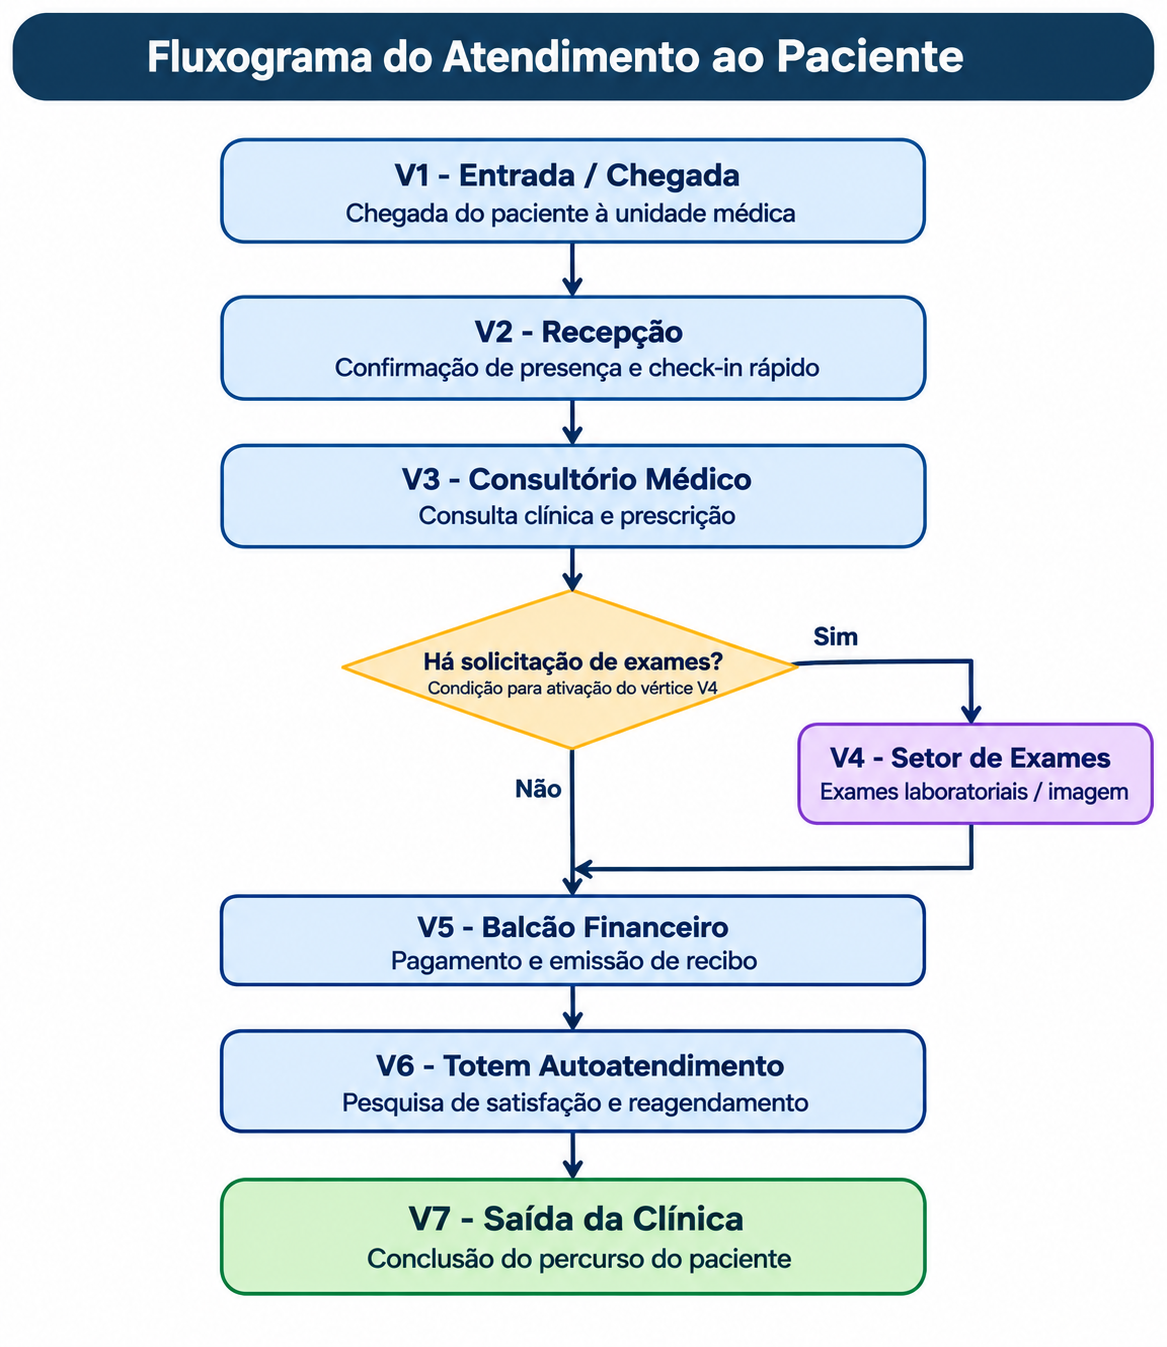 Fluxograma do Atendimento ao Paciente
V1 - Entrada / Chegada
Chegada do paciente à unidade médica
V2 - Recepção
Confirmação de presença e check-in rápido
V3 - Consultório Médico
Consulta clínica e prescrição
Há solicitação de exames?
Condição para ativação do vértice V4
Sim
V4 - Setor de Exames
Exames laboratoriais / imagem
Não
V5 - Balcão Financeiro
Pagamento e emissão de recibo
V6 - Totem Autoatendimento
Pesquisa de satisfação e reagendamento
V7 - Saída da Clínica
Conclusão do percurso do paciente